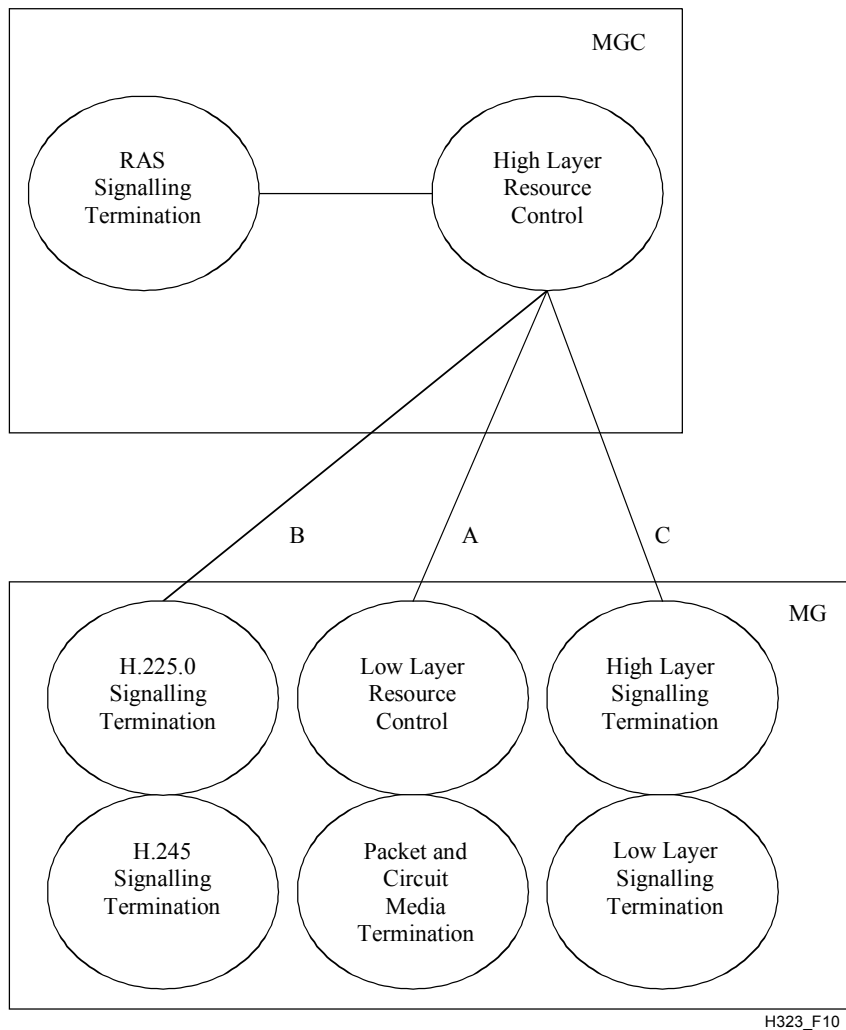 MGC
RAS
Signalling
Termination
High Layer
Resource
Control
B
A
C
MG
H.225.0
Signalling
Termination
Low Layer
Resource
Control
High Layer
Signalling
Termination
H.245
Signalling
Termination
Packet and
Circuit
Media
Termination
Low Layer
Signalling
Termination
H323_F10